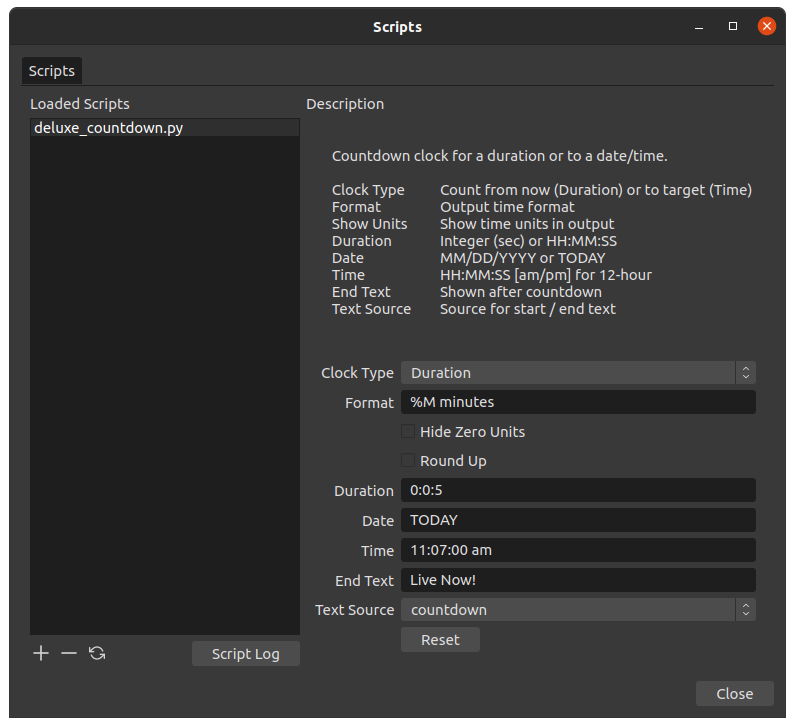 Scripts
Scripts
Loaded Scripts
deluxe_countdown.py
Description
Countdown clock for a duration or to a date/time.
Clock Type Count from now (Duration) or to target (Time)
Format Output time format
Show Units Show time units in output
Duration Integer (sec) or HH:MM:SS
Date MM/DD/YYYY or TODAY
Time HH:MM:SS [am/pm] for 12-hour
End Text Shown after countdown
Text Source Source for start / end text
Clock Type Duration
Format %M minutes
Hide Zero Units
Round Up
Duration 0:0:5
Date TODAY
Time 11:07:00 am
End Text Live Now!
Text Source countdown
Reset
Script Log
Close